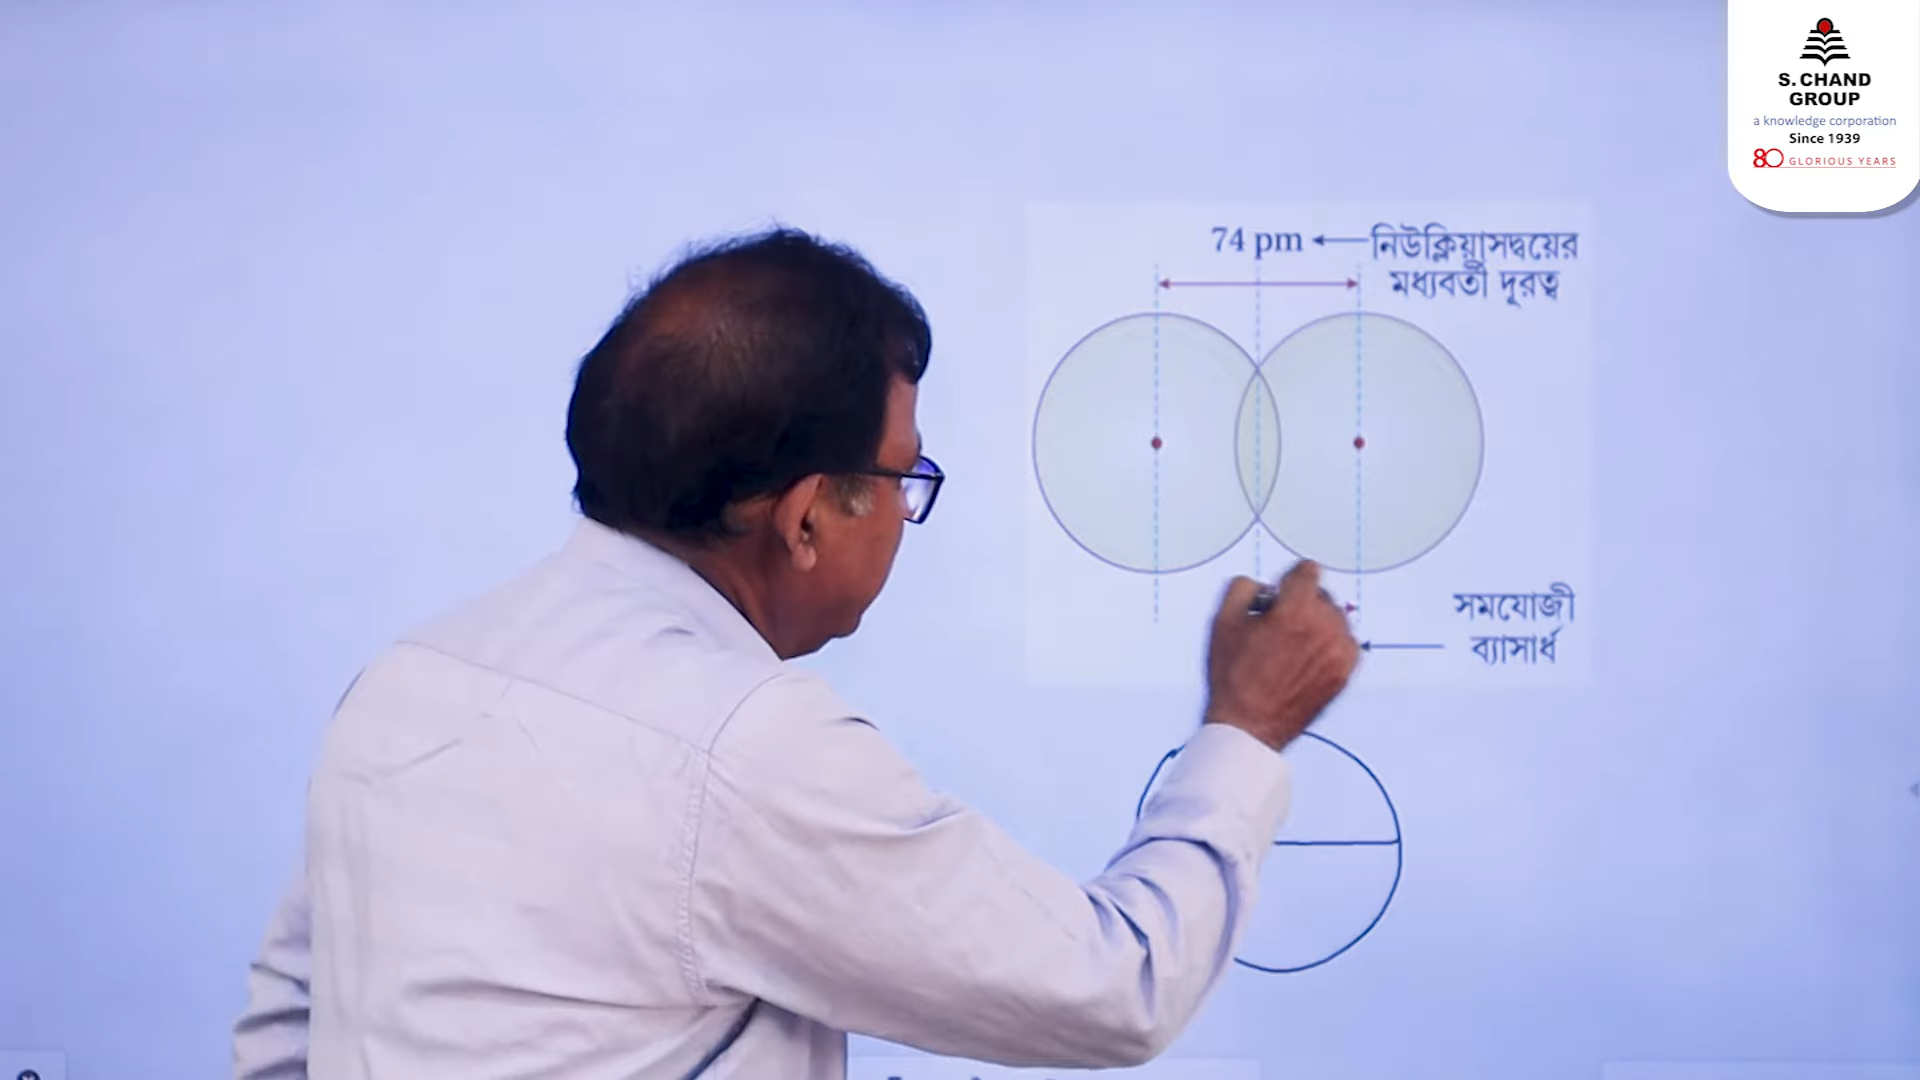 S. CHAND
GROUP
a knowledge corporation
Since 1939
80 GLORIOUS YEARS
74 pm
নিউক্লিয়াসদ্বয়ের
মধ্যবর্তী দূরত্ব
সমযোজী
ব্যাসার্ধ